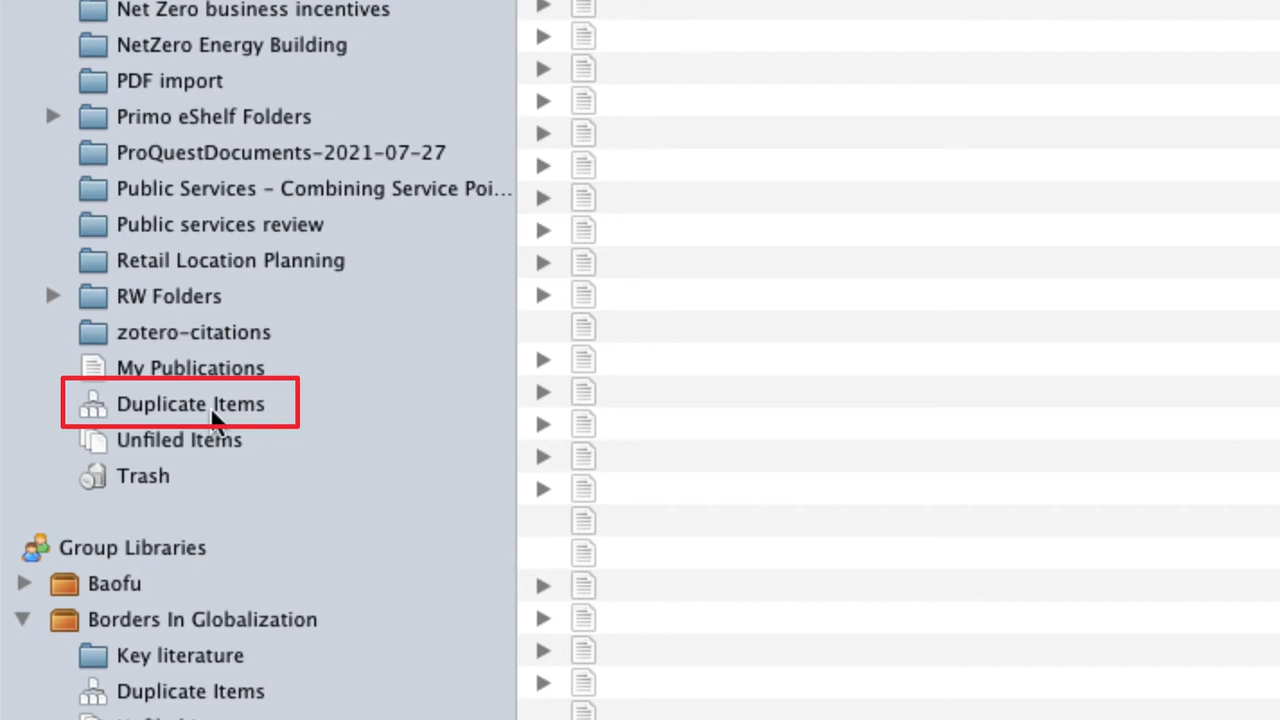 Net Zero business incentives
NetZero Energy Building
PDF import
Primo eShelf Folders
ProQuestDocuments-2021-07-27
Public Services - Combining Service Poi...
Public services review
Retail Location Planning
RW Folders
zotero-citations
My Publications
Duplicate Items
Unfiled Items
Trash
Group Libraries
Baofu
Borders In Globalization
Key literature
Duplicate Items